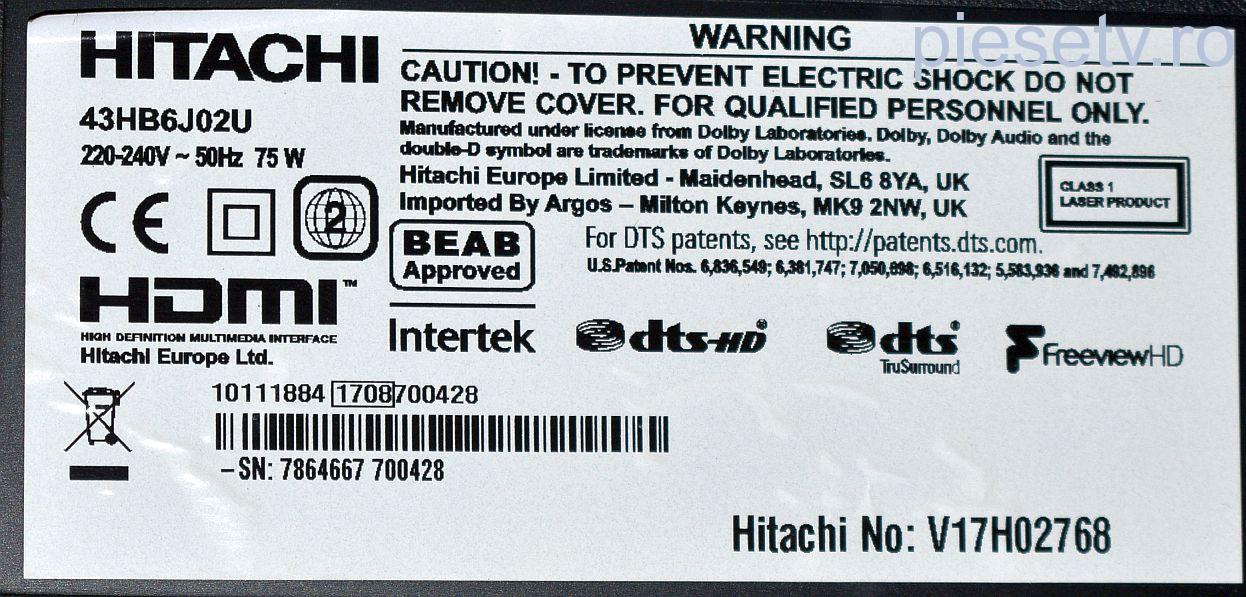 piesetv.ro
HITACHI
43HB6J02U
220-240V ~ 50Hz 75 W
CE
2
HDMI™
HIGH DEFINITION MULTIMEDIA INTERFACE
Hitachi Europe Ltd.
WARNING
CAUTION! - TO PREVENT ELECTRIC SHOCK DO NOT
REMOVE COVER. FOR QUALIFIED PERSONNEL ONLY.
Manufactured under license from Dolby Laboratories. Dolby, Dolby Audio and the
double-D symbol are trademarks of Dolby Laboratories.
Hitachi Europe Limited - Maidenhead, SL6 8YA, UK
Imported By Argos – Milton Keynes, MK9 2NW, UK
CLASS 1
LASER PRODUCT
BEAB
Approved
Intertek
For DTS patents, see http://patents.dts.com.
U.S.Patent Nos. 6,836,549; 6,381,747; 7,050,898; 6,516,132; 5,583,936 and 7,492,896
dts-HD®
dts®
TruSurround
FreeviewHD
10111884 1708700428
–SN: 7864667 700428
Hitachi No: V17H02768